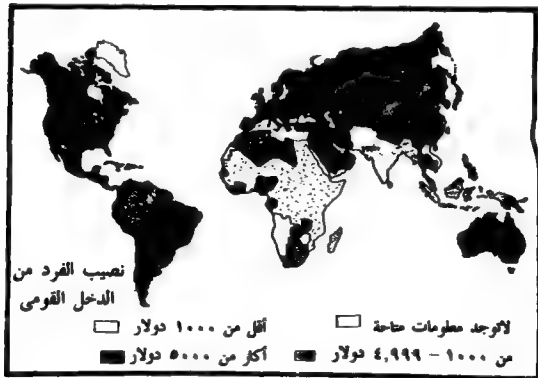 نصيب الفرد من
الدخل القومى
لاتوجد معلومات متاحة
أقل من ١٠٠٠ دولار
من ١٠٠٠ - ٤,٩٩٩ دولار
أكثر من ٥٠٠٠ دولار